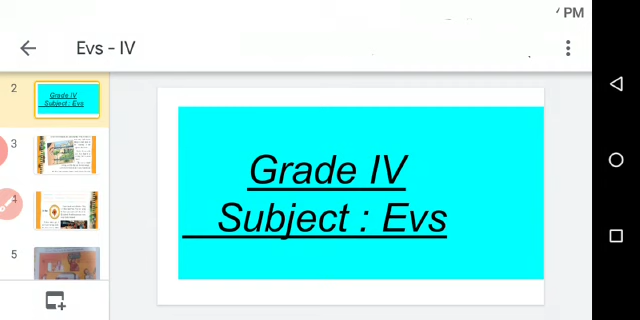 PM
Evs - IV
2
Grade IV
Subject : Evs
3
4
5
Grade IV
Subject : Evs